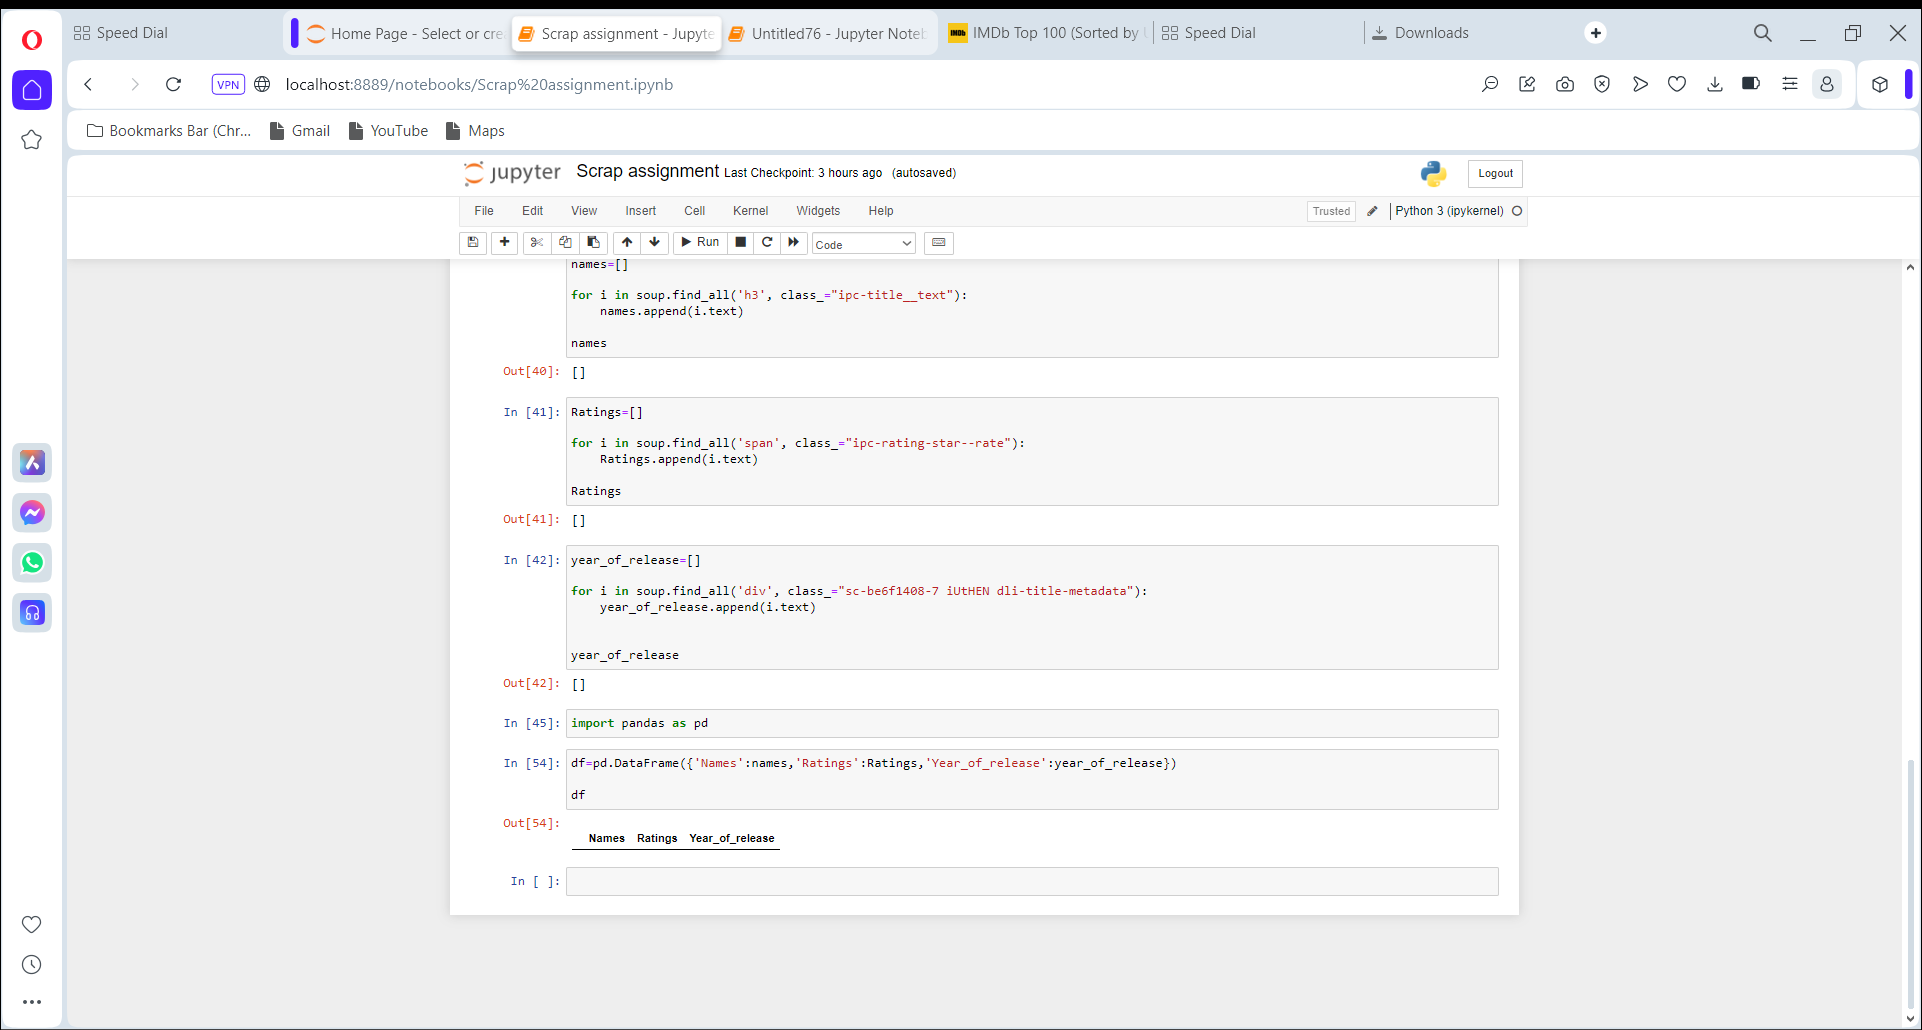 Speed Dial
Home Page - Select or cre
Scrap assignment - Jupyte
Untitled76 - Jupyter Noteb
IMDb
IMDb Top 100 (Sorted by
Speed Dial
Downloads
VPN
localhost:8889/notebooks/Scrap%20assignment.ipynb
Bookmarks Bar (Chr...
Gmail
YouTube
Maps
jupyter
Scrap assignment Last Checkpoint: 3 hours ago (autosaved)
Logout
File
Edit
View
Insert
Cell
Kernel
Widgets
Help
Trusted
Python 3 (ipykernel)
Run
Code
names=[]
for i in soup.find_all('h3', class_="ipc-title__text"):
names.append(i.text)
names
Out[40]: []
In [41]: Ratings=[]
for i in soup.find_all('span', class_="ipc-rating-star--rate"):
Ratings.append(i.text)
Ratings
Out[41]: []
In [42]: year_of_release=[]
for i in soup.find_all('div', class_="sc-be6f1408-7 iUtHEN dli-title-metadata"):
year_of_release.append(i.text)
year_of_release
Out[42]: []
In [45]: import pandas as pd
In [54]: df=pd.DataFrame({'Names':names,'Ratings':Ratings,'Year_of_release':year_of_release})
df
Out[54]:
Names Ratings Year_of_release
In [ ]: